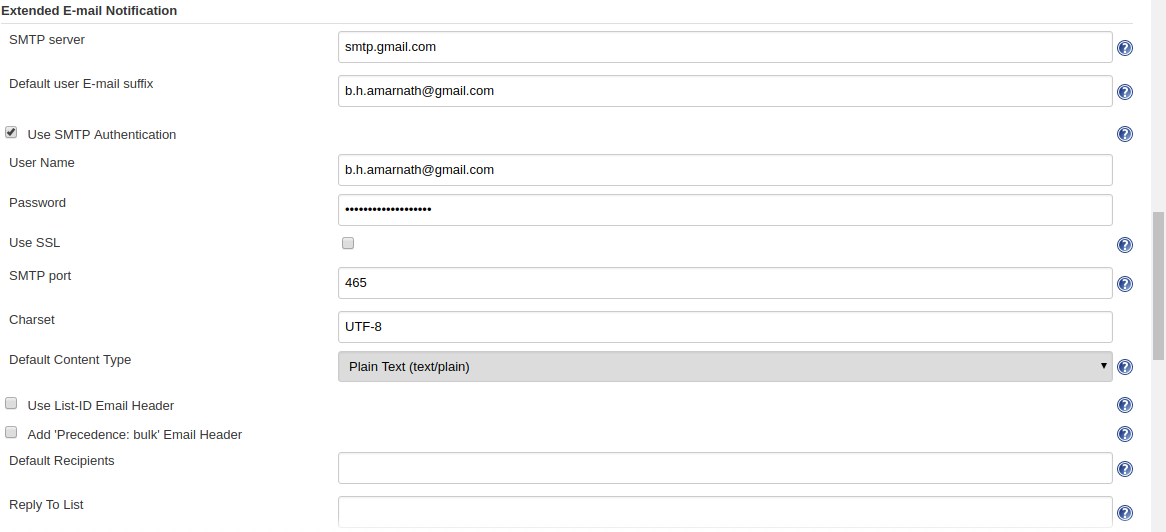 Extended E-mail Notification
SMTP server
smtp.gmail.com
Default user E-mail suffix
b.h.amarnath@gmail.com
Use SMTP Authentication
User Name
b.h.amarnath@gmail.com
Password
•••••••••••••••••••
Use SSL
SMTP port
465
Charset
UTF-8
Default Content Type
Plain Text (text/plain)
Use List-ID Email Header
Add 'Precedence: bulk' Email Header
Default Recipients
Reply To List